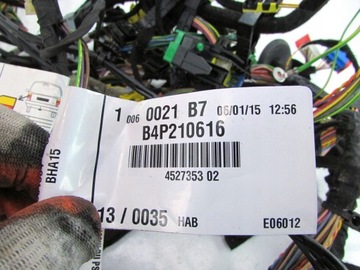 1 006 0021 B7 06/01/15 12:56
B4P210616
4527353 02
BHA15
13 / 0035 HAB E06012